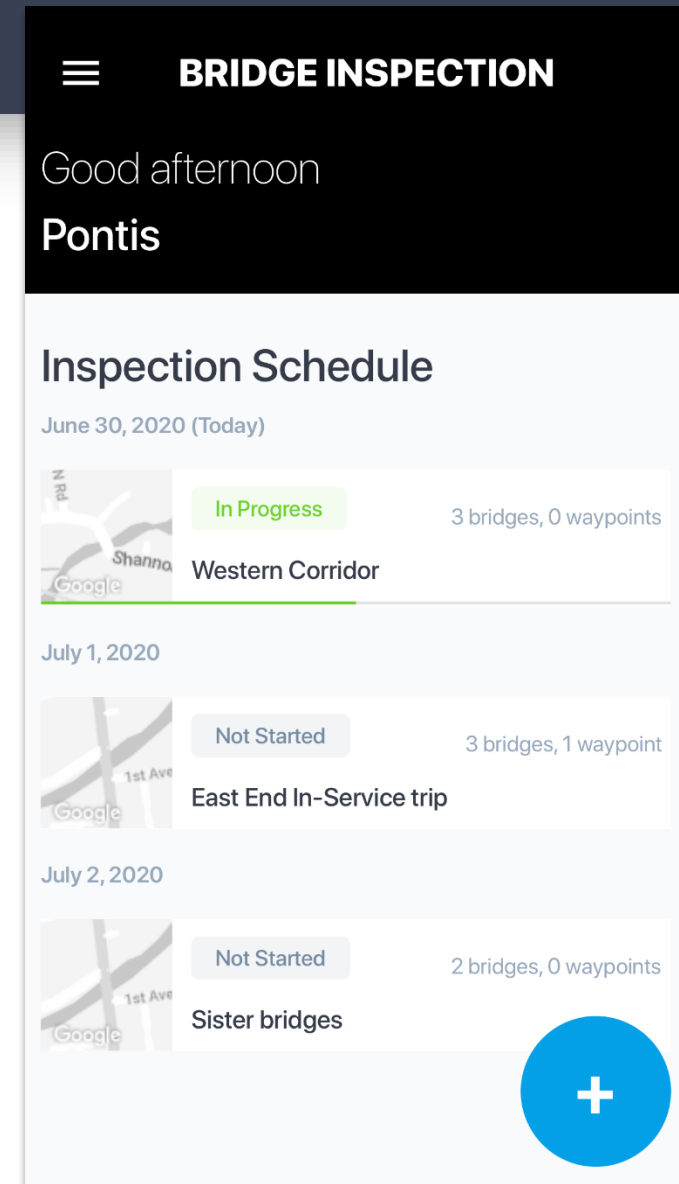 BRIDGE INSPECTION
Good afternoon
Pontis
Inspection Schedule
June 30, 2020 (Today)
N Rd
Shanno
Google
In Progress
3 bridges, 0 waypoints
Western Corridor
July 1, 2020
1st Ave
Google
Not Started
3 bridges, 1 waypoint
East End In-Service trip
July 2, 2020
1st Ave
Google
Not Started
2 bridges, 0 waypoints
Sister bridges
+